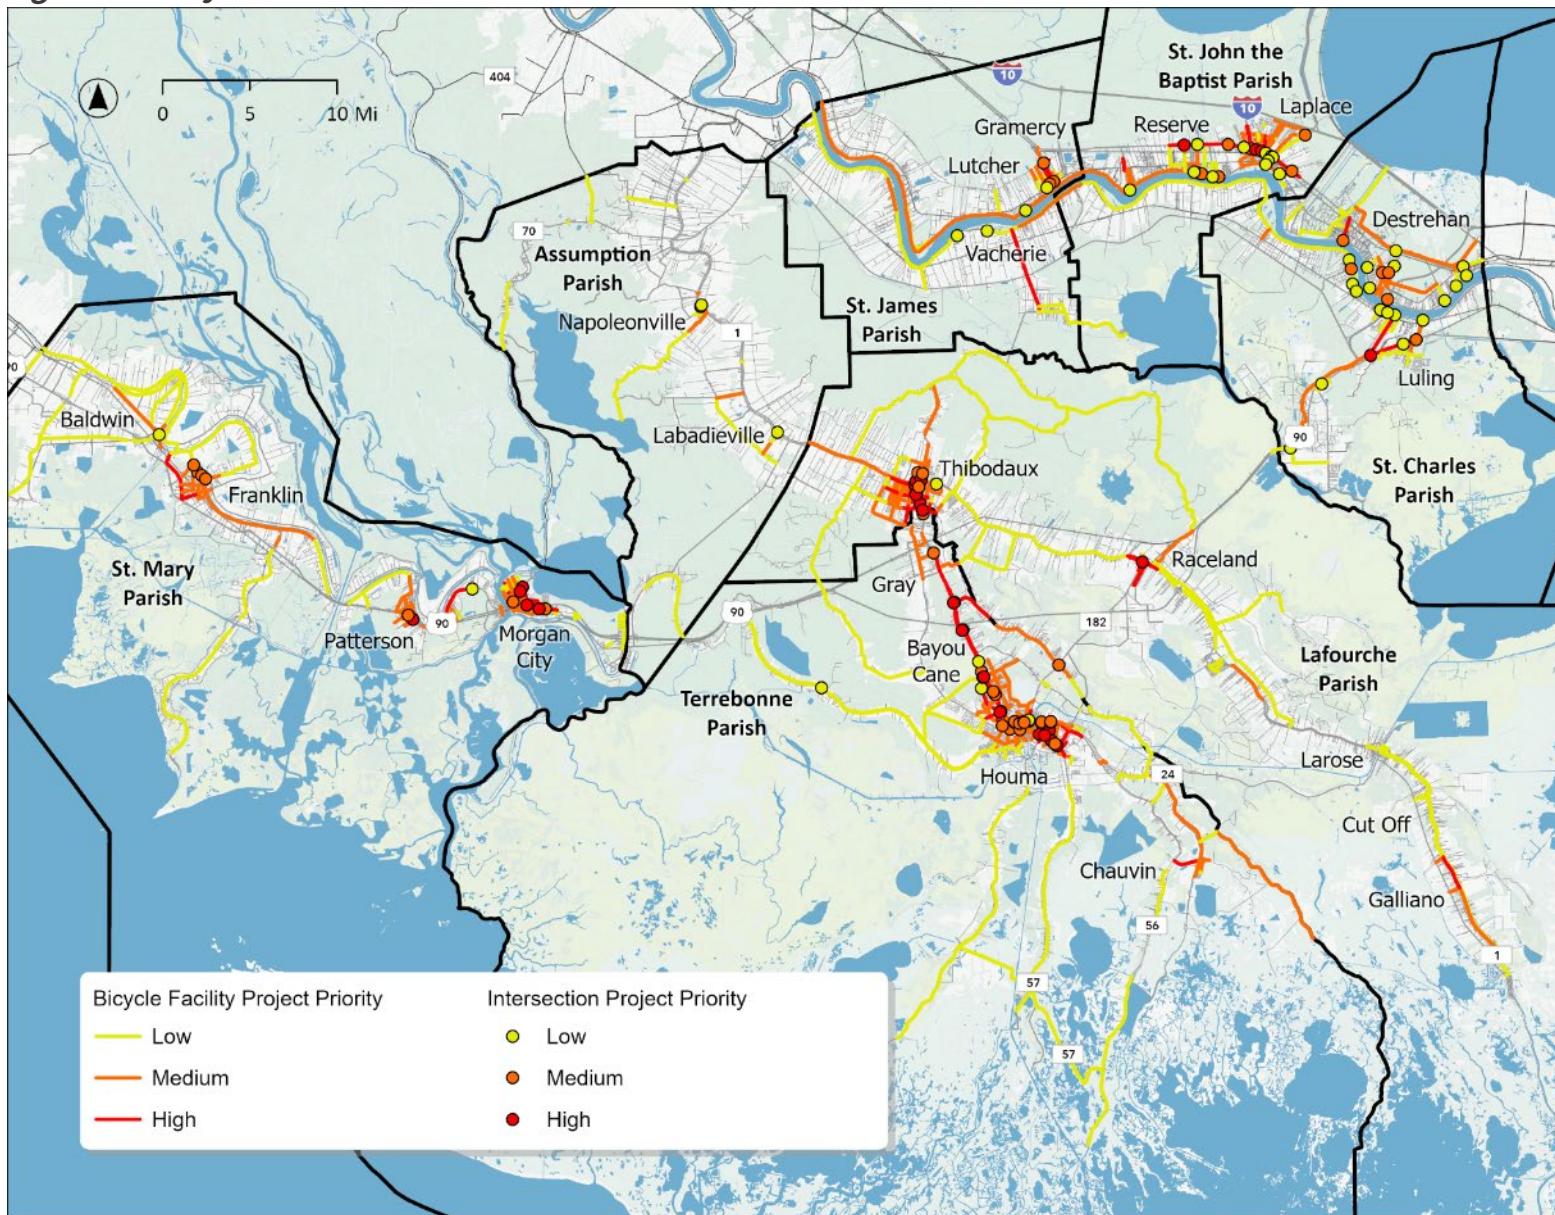 404
0 5 10 Mi
St. John the
Baptist Parish
10
10
Laplace
Gramercy
Reserve
Lutcher
Destrehan
70
Assumption
Parish
Vacherie
Napoleonville
1
St. James
Parish
90
Baldwin
Labadieville
Luling
90
Thibodaux
St. Charles
Parish
Franklin
St. Mary
Parish
Gray
Raceland
Patterson
90
Morgan
City
90
182
Bayou
Cane
Lafourche
Parish
Terrebonne
Parish
Houma
24
Larose
Cut Off
Chauvin
Galliano
56
1
57
57
Bicycle Facility Project Priority
Low
Medium
High
Intersection Project Priority
Low
Medium
High